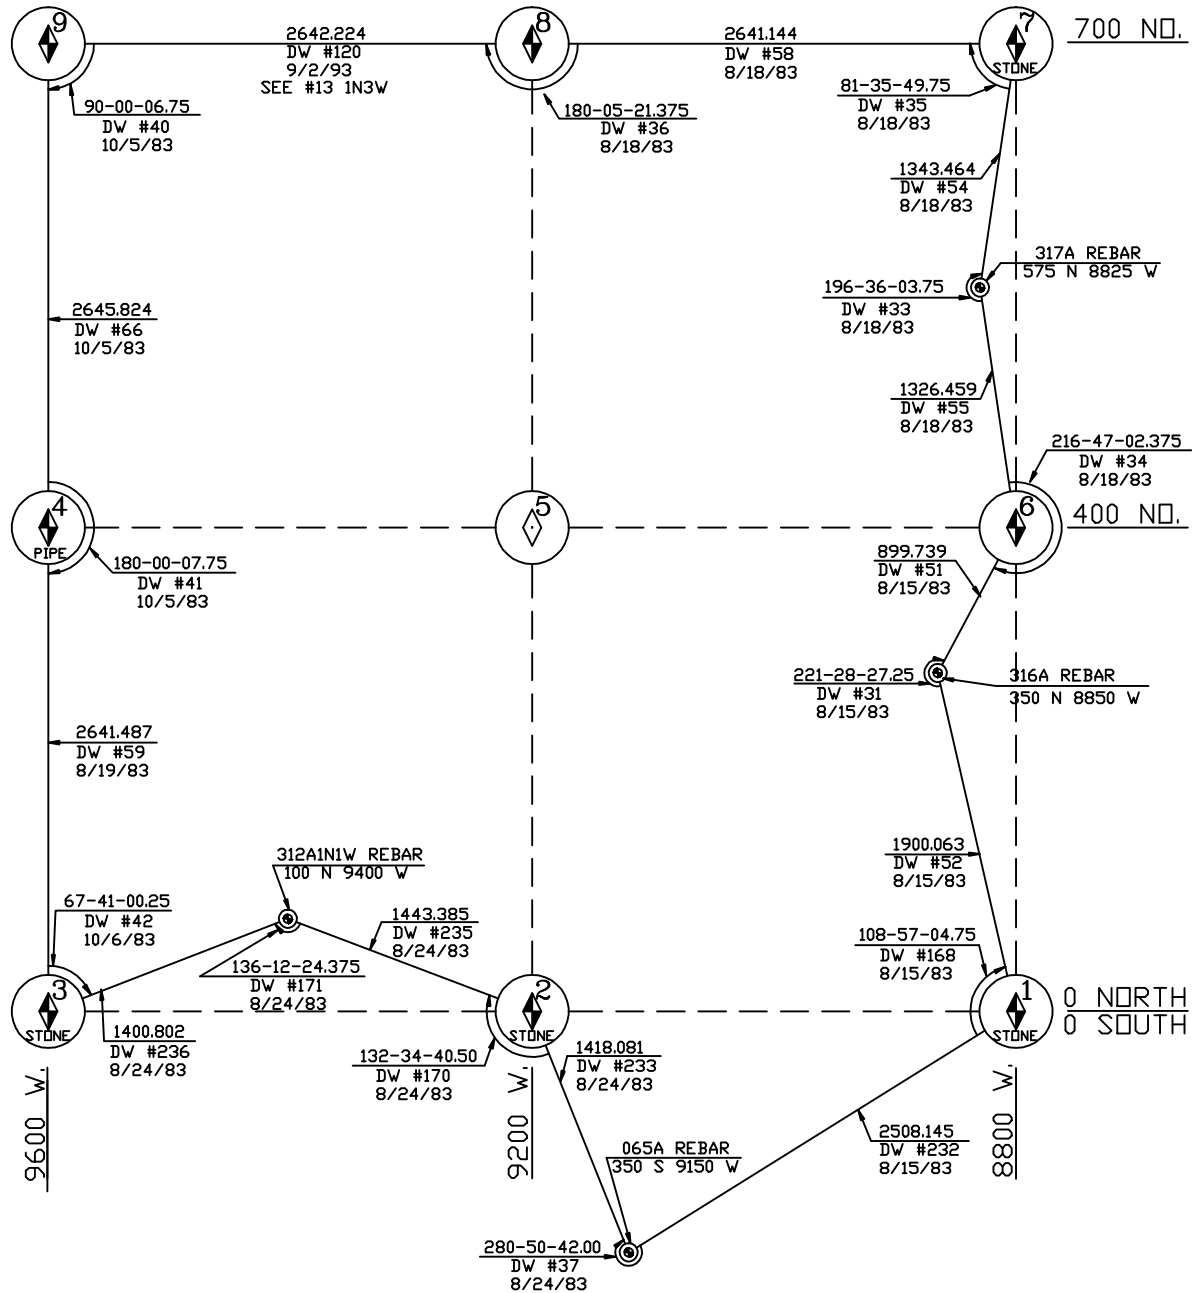 9
8
7
STONE
700 NO.
2642.224
DW #120
9/2/93
SEE #13 1N3W
2641.144
DW #58
8/18/83
90-00-06.75
DW #40
10/5/83
180-05-21.375
DW #36
8/18/83
81-35-49.75
DW #35
8/18/83
1343.464
DW #54
8/18/83
317A REBAR
575 N 8825 W
196-36-03.75
DW #33
8/18/83
2645.824
DW #66
10/5/83
1326.459
DW #55
8/18/83
216-47-02.375
DW #34
8/18/83
4
PIPE
5
6
400 NO.
180-00-07.75
DW #41
10/5/83
899.739
DW #51
8/15/83
221-28-27.25
DW #31
8/15/83
316A REBAR
350 N 8850 W
2641.487
DW #59
8/19/83
312A1N1W REBAR
100 N 9400 W
1900.063
DW #52
8/15/83
67-41-00.25
DW #42
10/6/83
1443.385
DW #235
8/24/83
136-12-24.375
DW #171
8/24/83
108-57-04.75
DW #168
8/15/83
3
STONE
2
STONE
1
STONE
0 NORTH
0 SOUTH
1400.802
DW #236
8/24/83
132-34-40.50
DW #170
8/24/83
1418.081
DW #233
8/24/83
9600 W.
9200 W.
8800 W.
2508.145
DW #232
8/15/83
065A REBAR
350 S 9150 W
280-50-42.00
DW #37
8/24/83